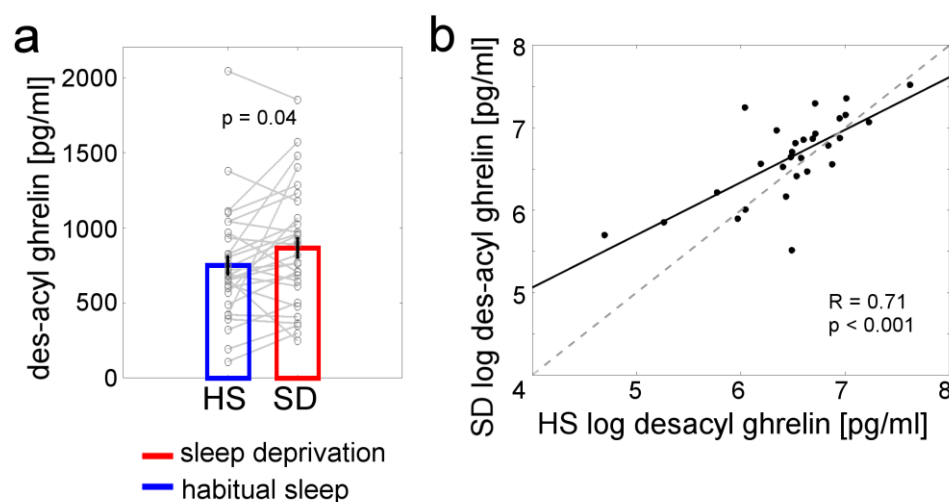 a
des-acyl ghrelin [pg/ml]
2000
1500
1000
500
0
p = 0.04
HS SD
sleep deprivation
habitual sleep
b
SD log des-acyl ghrelin [pg/ml]
8
7
6
5
4
R = 0.71
p < 0.001
4 5 6 7 8
HS log desacyl ghrelin [pg/ml]